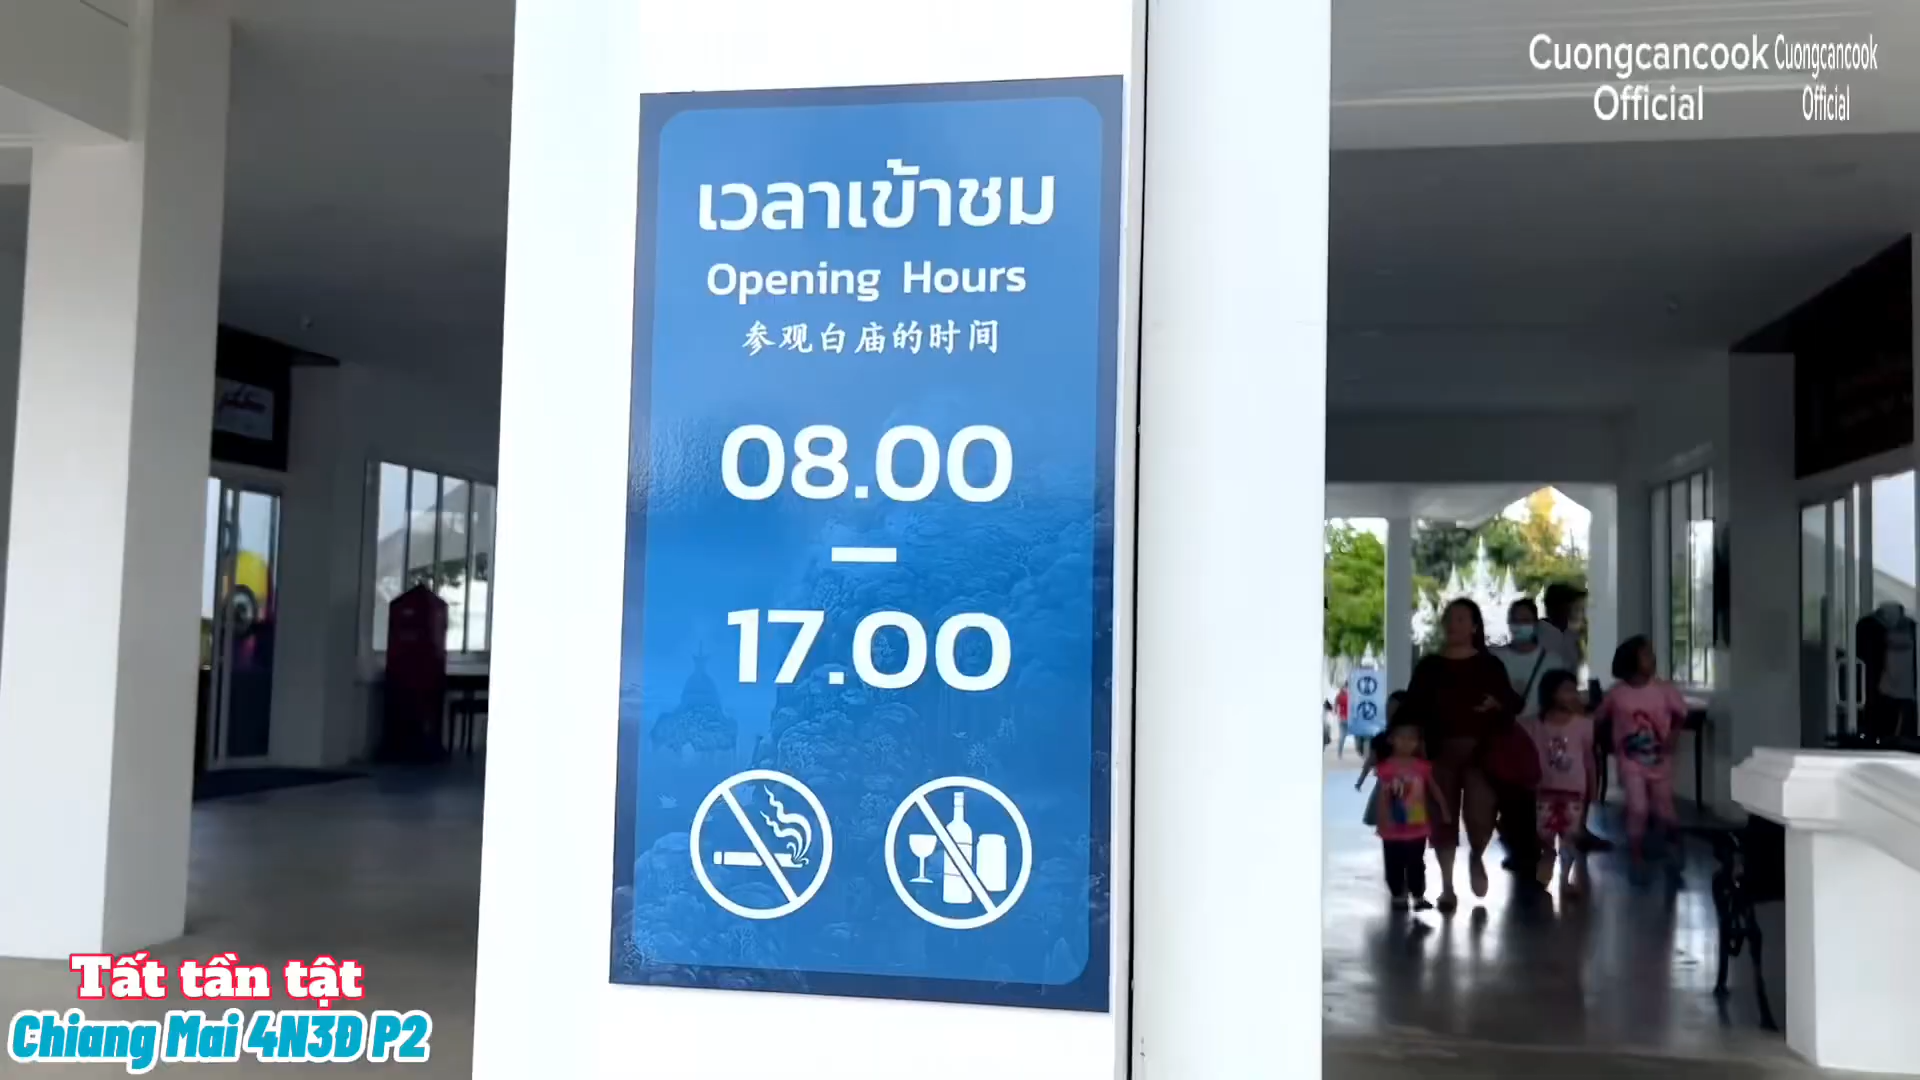 Cuongcancook
Official
Cuongcancook
Official
เวลาเข้าชม
Opening Hours
参观白庙的时间
08.00
–
17.00
Tất tần tật
Chiang Mai 4N3Đ P2